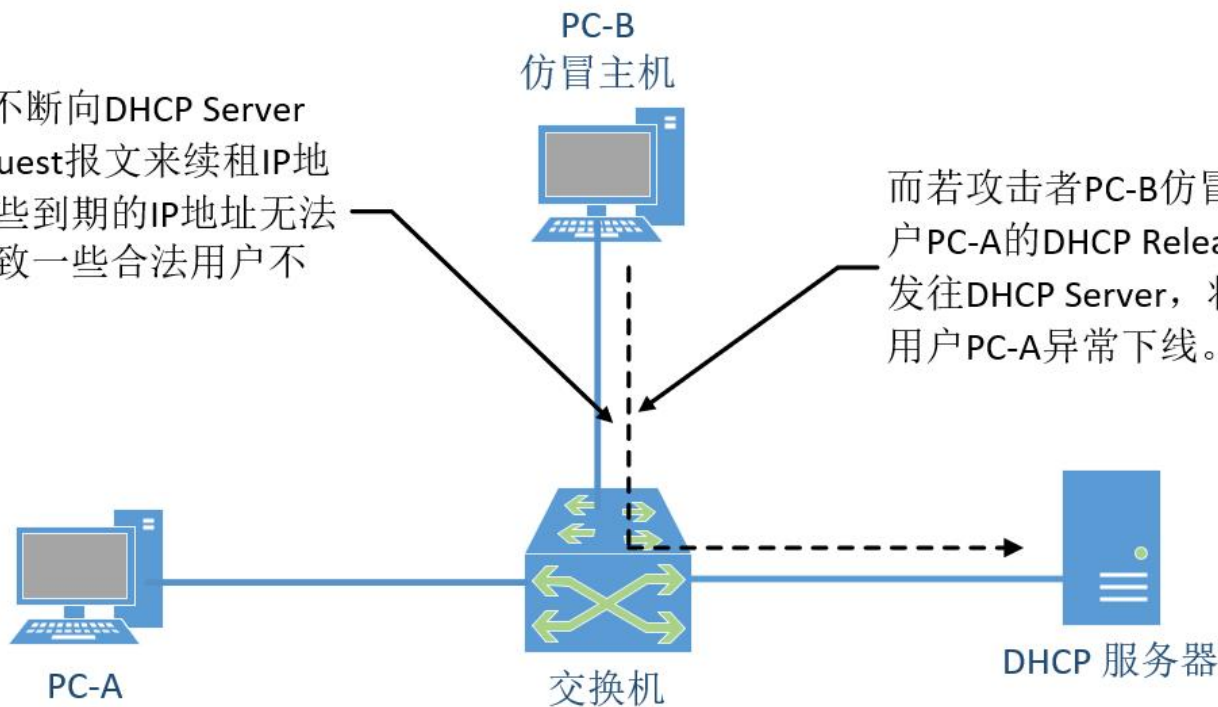 PC-B
仿冒主机
不断向DHCP Server
uest报文来续租IP地
些到期的IP地址无法
致一些合法用户不
而若攻击者PC-B仿冒
户PC-A的DHCP Relea
发往DHCP Server，
用户PC-A异常下线。
PC-A
交换机
DHCP 服务器